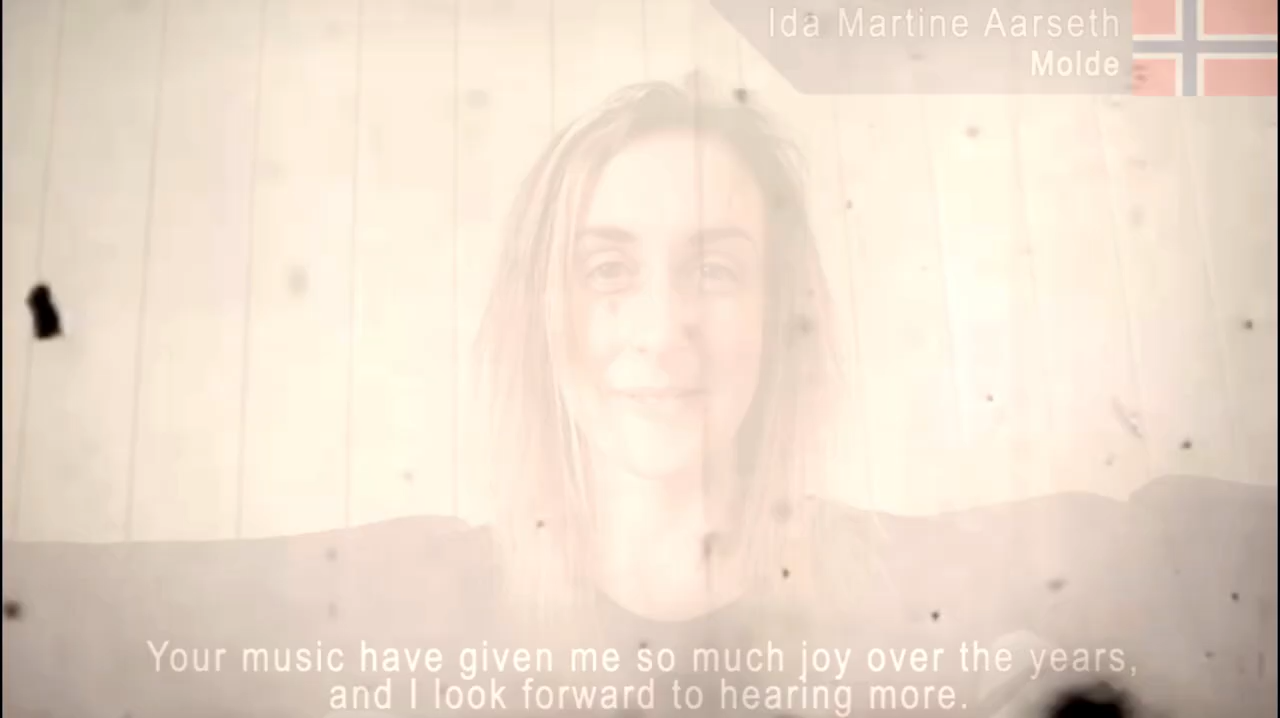 Ida Martine Aarseth
Molde
Your music have given me so much joy over the years,
and I look forward to hearing more.